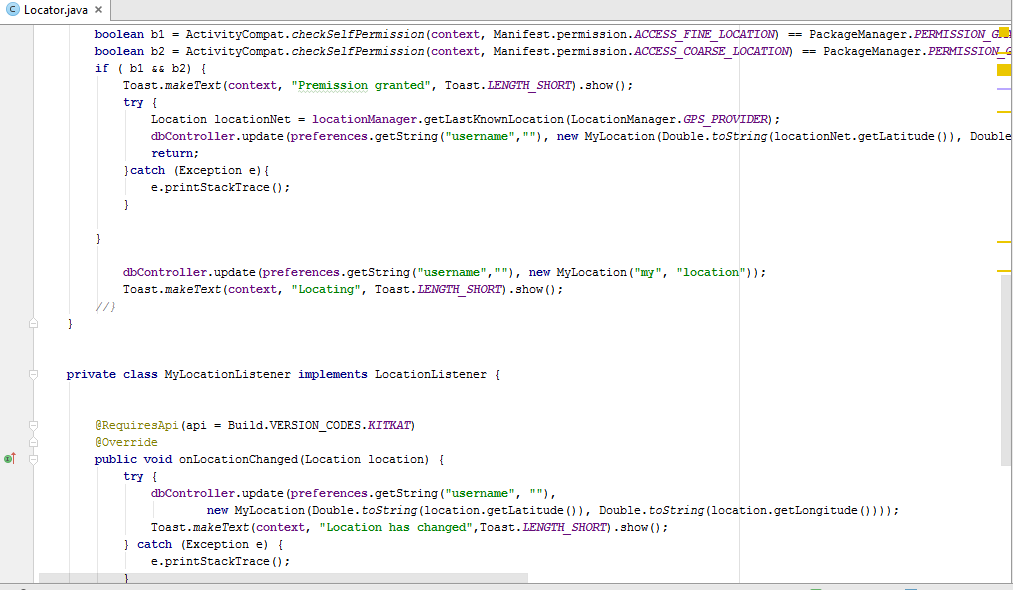 Locator.java
boolean b1 = ActivityCompat.checkSelfPermission(context, Manifest.permission.ACCESS_FINE_LOCATION) == PackageManager.
boolean b2 = ActivityCompat.checkSelfPermission(context, Manifest.permission.ACCESS_COARSE_LOCATION) == PackageManager.
if ( b1 && b2) {
Toast.makeText(context, "Premission granted", Toast.LENGTH_SHORT).show();
try {
Location locationNet = locationManager.getLastKnownLocation(LocationManager.GPS_PROVIDER);
dbController.update(preferences.getString("username",""), new MyLocation(Double.toString(locationNet.getLatitude()), Double
return;
}catch (Exception e){
e.printStackTrace();
}
}
dbController.update(preferences.getString("username",""), new MyLocation("my", "location"));
Toast.makeText(context, "Locating", Toast.LENGTH_SHORT).show();
//}
}
private class MyLocationListener implements LocationListener {
@RequiresApi(api = Build.VERSION_CODES.KITKAT)
@Override
public void onLocationChanged(Location location) {
try {
dbController.update(preferences.getString("username", ""),
new MyLocation(Double.toString(location.getLatitude()), Double.toString(location.getLongitude())));
Toast.makeText(context, "Location has changed",Toast.LENGTH_SHORT).show();
} catch (Exception e) {
e.printStackTrace();
}